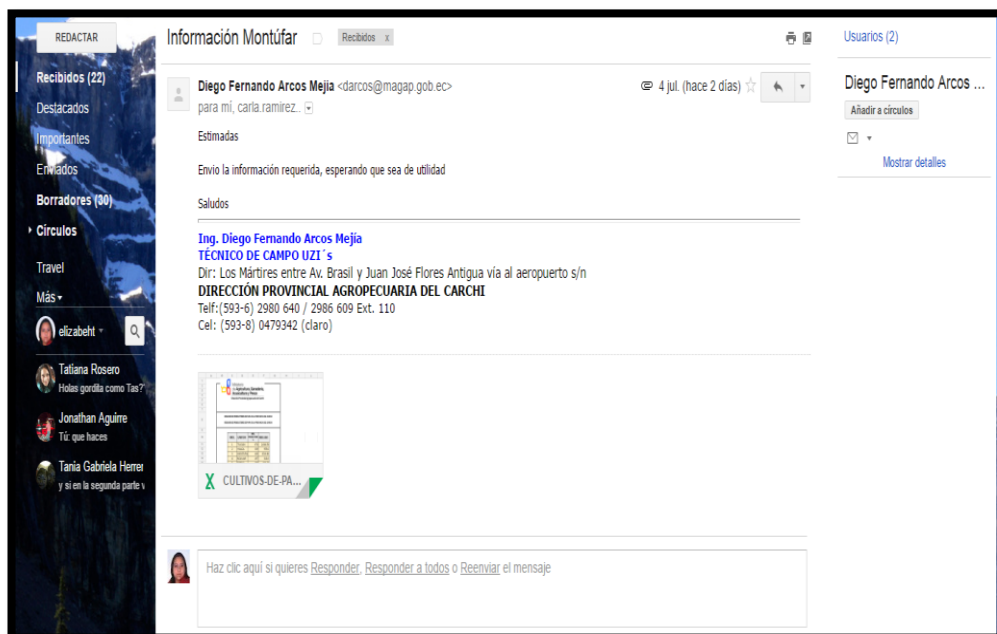 REDACTAR
Recibidos (22)
Destacados
Importantes
Enviados
Borradores (30)
Círculos
Travel
Más
elizabeht
Tatiana Rosero
Holas gordita como Tas?
Jonathan Aguirre
Tú: que haces
Tania Gabriela Herrer
y si en la segunda parte v
Información Montúfar
Recibidos x
Diego Fernando Arcos Mejia <darcos@magap.gob.ec>
4 jul. (hace 2 días)
para mí, carla.ramirez..
Estimadas
Envio la información requerida, esperando que sea de utilidad
Saludos
Ing. Diego Fernando Arcos Mejía
TÉCNICO DE CAMPO UZI´s
Dir: Los Mártires entre Av. Brasil y Juan José Flores Antigua vía al aeropuerto s/n
DIRECCIÓN PROVINCIAL AGROPECUARIA DEL CARCHI
Telf:(593-6) 2980 640 / 2986 609 Ext. 110
Cel: (593-8) 0479342 (claro)
CULTIVOS-DE-PA...
Haz clic aquí si quieres Responder, Responder a todos o Reenviar el mensaje
Usuarios (2)
Diego Fernando Arcos ...
Añadir a círculos
Mostrar detalles